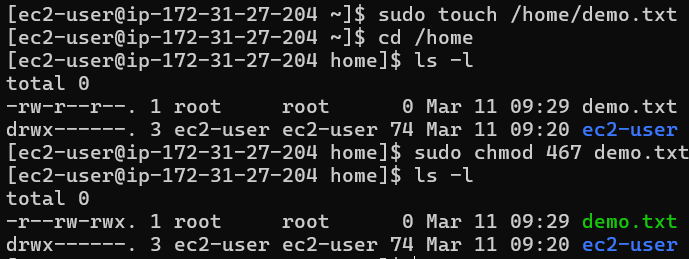 [ec2-user@ip-172-31-27-204 ~]$ sudo touch /home/demo.txt
[ec2-user@ip-172-31-27-204 ~]$ cd /home
[ec2-user@ip-172-31-27-204 home]$ ls -l
total 0
-rw-r--r--. 1 root     root      0 Mar 11 09:29 demo.txt
drwx------. 3 ec2-user ec2-user 74 Mar 11 09:20 ec2-user
[ec2-user@ip-172-31-27-204 home]$ sudo chmod 467 demo.txt
[ec2-user@ip-172-31-27-204 home]$ ls -l
total 0
-r--rw-rwx. 1 root     root      0 Mar 11 09:29 demo.txt
drwx------. 3 ec2-user ec2-user 74 Mar 11 09:20 ec2-user